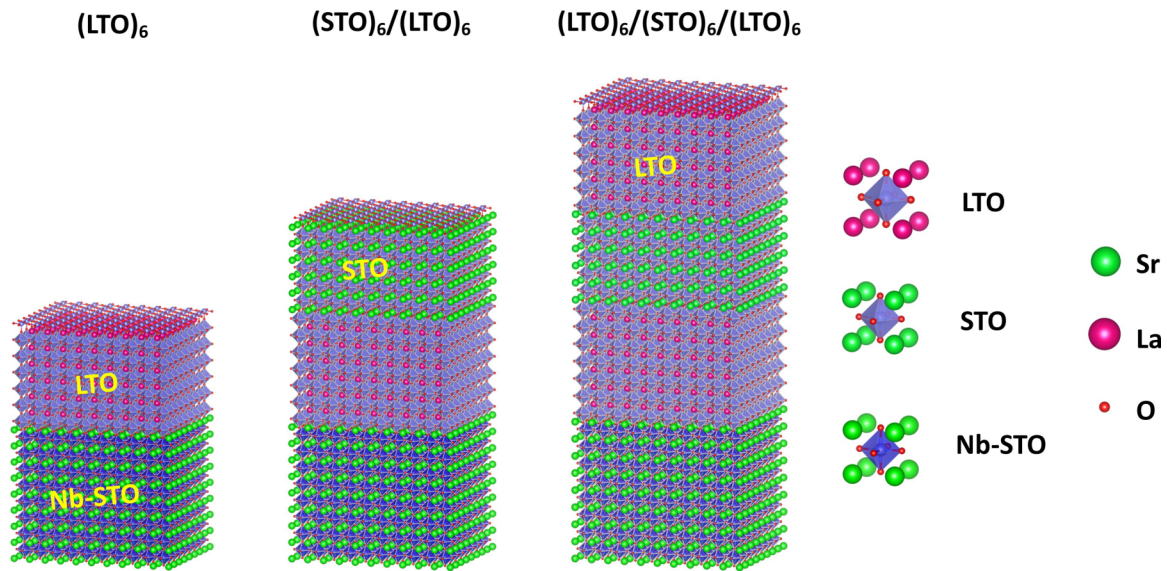 (LTO)₆
(STO)₆/(LTO)₆
(LTO)₆/(STO)₆/(LTO)₆
LTO
Nb-STO
STO
LTO
LTO
STO
Nb-STO
Sr
La
O